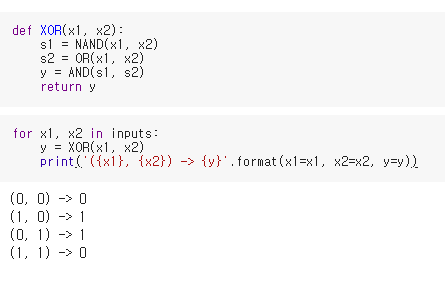 def XOR(x1, x2):
    s1 = NAND(x1, x2)
    s2 = OR(x1, x2)
    y = AND(s1, s2)
    return y
for x1, x2 in inputs:
    y = XOR(x1, x2)
    print('({x1}, {x2}) -> {y}'.format(x1=x1, x2=x2, y=y))
(0, 0) -> 0
(1, 0) -> 1
(0, 1) -> 1
(1, 1) -> 0